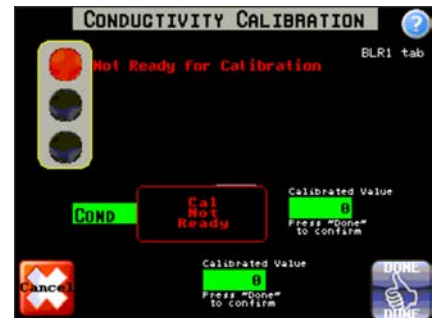 CONDUCTIVITY CALIBRATION
?
BLR1 tab
Not Ready for Calibration
COND
Cal
Not
Ready
Calibrated Value
0
Press "Done"
to confirm
Cancel
Calibrated Value
0
Press "Done"
to confirm
DONE
DONE